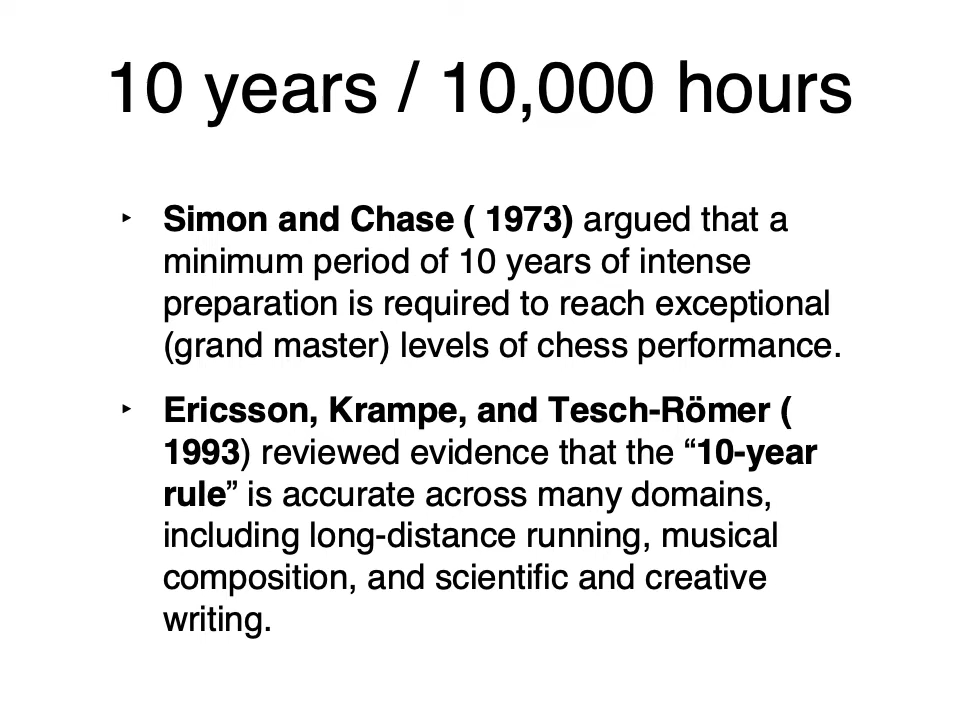 10 years / 10,000 hours
‣ Simon and Chase ( 1973) argued that a
minimum period of 10 years of intense
preparation is required to reach exceptional
(grand master) levels of chess performance.
‣ Ericsson, Krampe, and Tesch-Römer (
1993) reviewed evidence that the “10-year
rule” is accurate across many domains,
including long-distance running, musical
composition, and scientific and creative
writing.